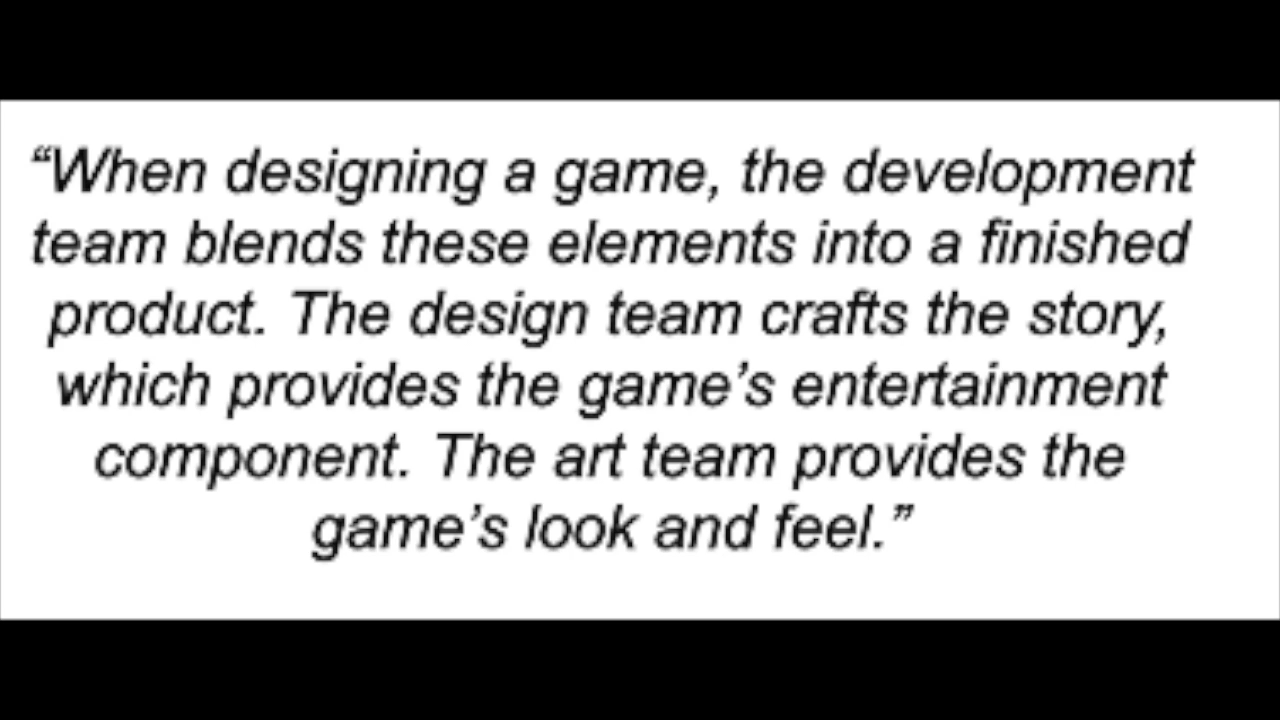 “When designing a game, the development
team blends these elements into a finished
product. The design team crafts the story,
which provides the game’s entertainment
component. The art team provides the
game’s look and feel.”